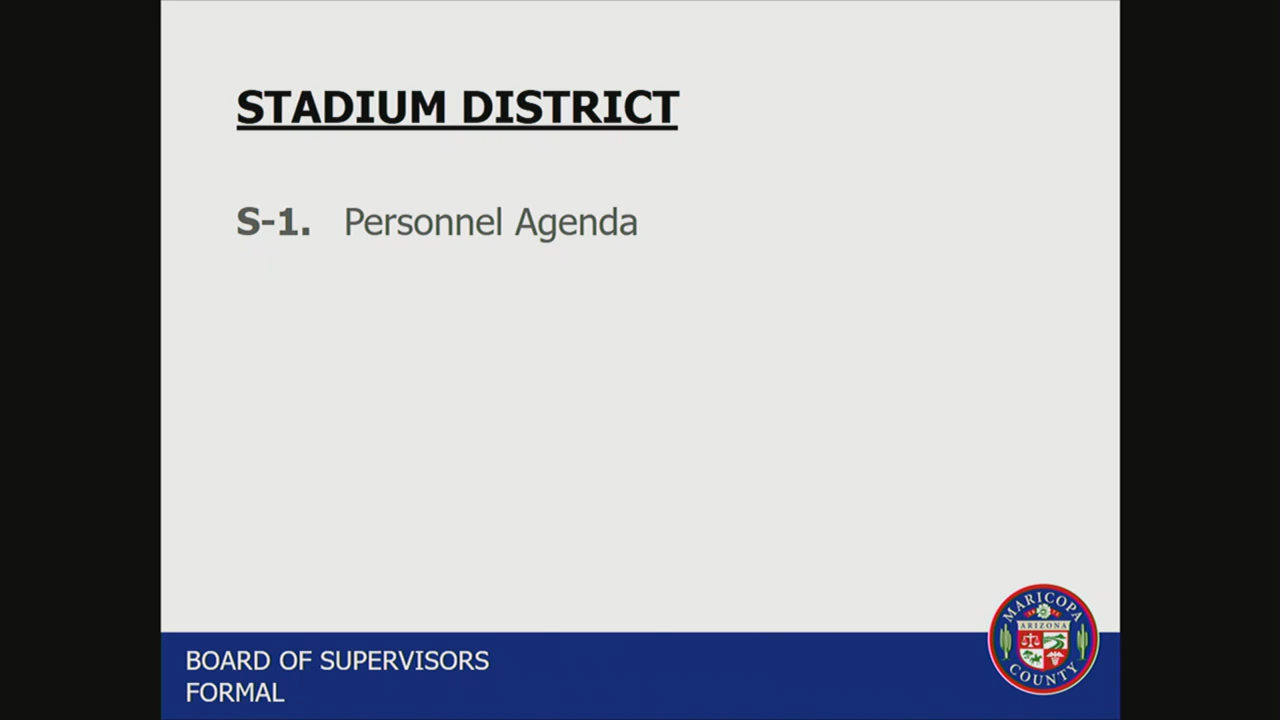 STADIUM DISTRICT
S-1. Personnel Agenda
BOARD OF SUPERVISORS
FORMAL
MARICOPA
ARIZONA
COUNTY